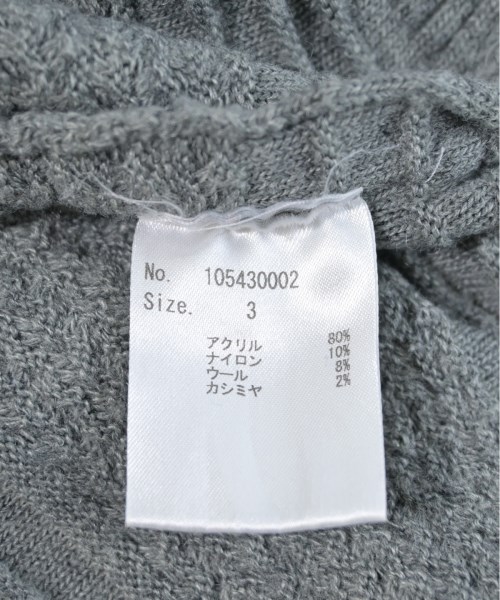 No. 105430002
Size. 3
アクリル 80%
ナイロン 10%
ウール 8%
カシミヤ 2%